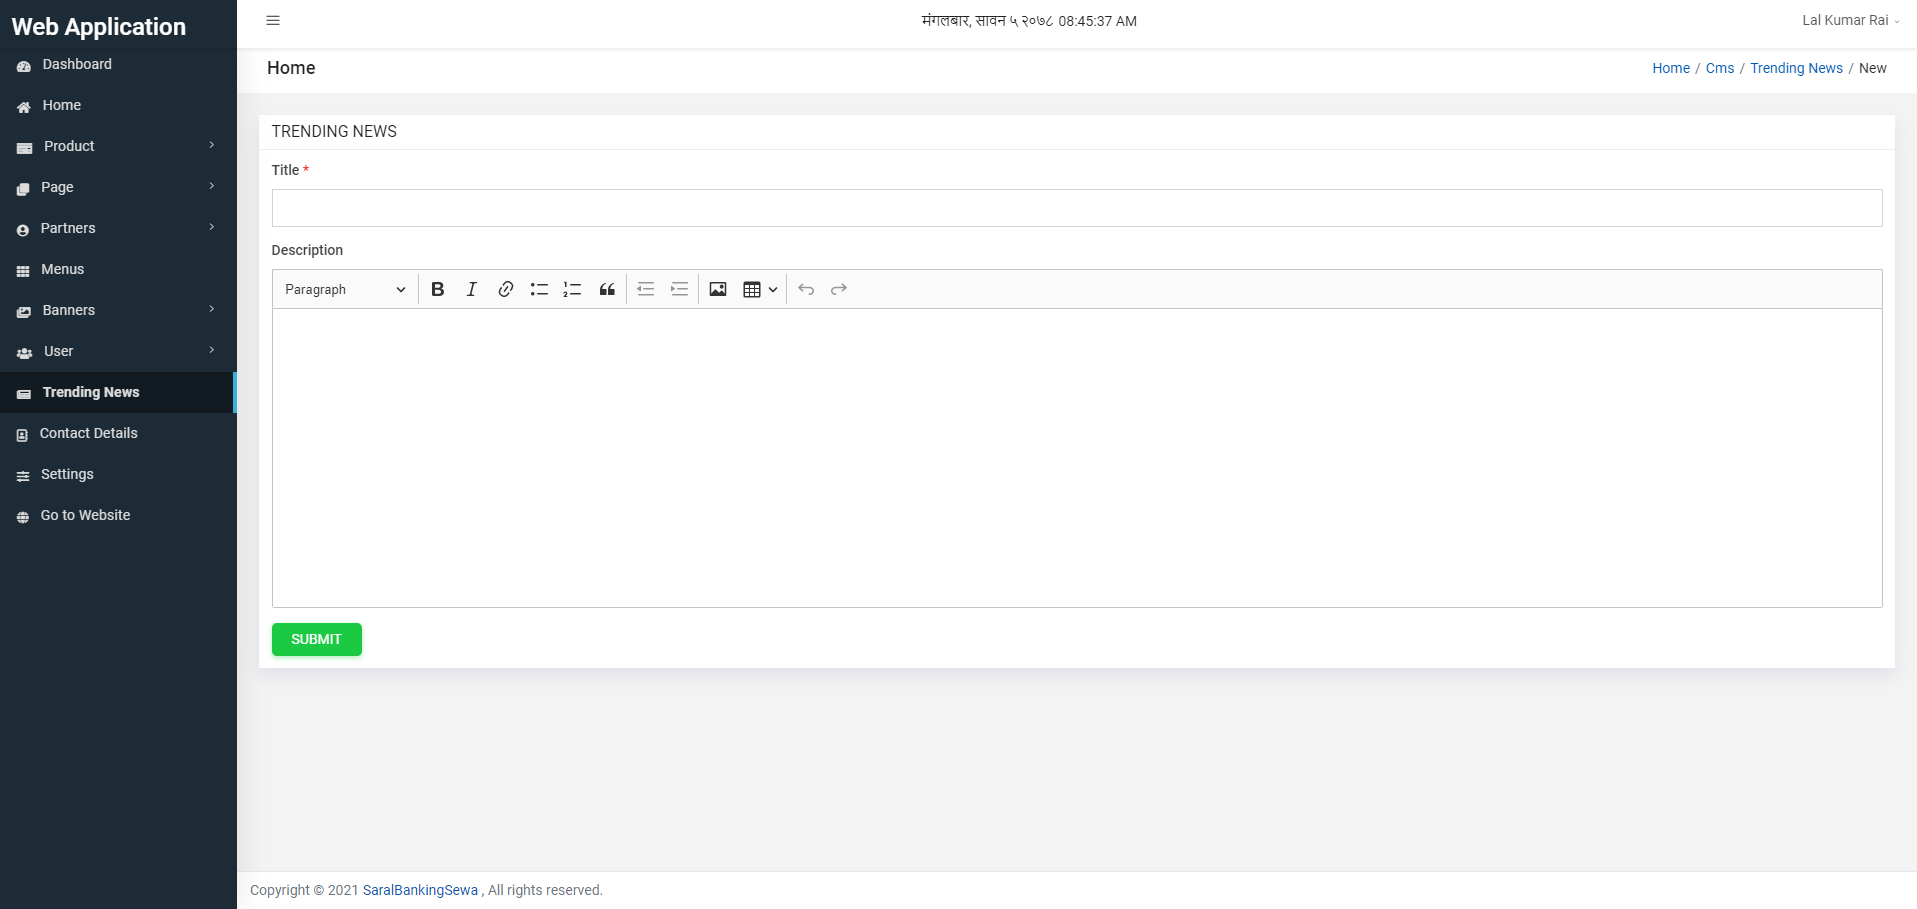 Web Application
Dashboard
Home
Product
Page
Partners
Menus
Banners
User
Trending News
Contact Details
Settings
Go to Website
मंगलबार, सावन ५ २०७८ 08:45:37 AM
Lal Kumar Rai
Home
Home / Cms / Trending News / New
TRENDING NEWS
Title *
Description
Paragraph
SUBMIT
Copyright © 2021 SaralBankingSewa , All rights reserved.